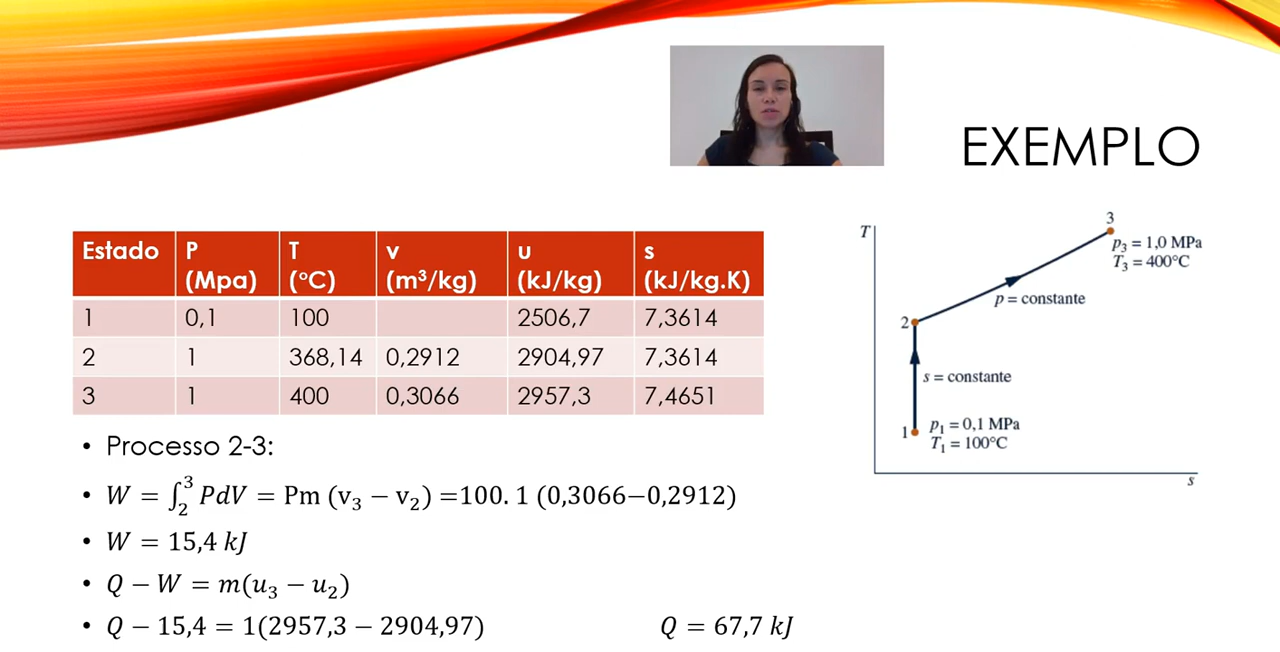 EXEMPLO
Estado P (Mpa) T (°C) v (m³/kg) u (kJ/kg) s (kJ/kg.K)
1 0,1 100 2506,7 7,3614
2 1 368,14 0,2912 2904,97 7,3614
3 1 400 0,3066 2957,3 7,4651
• Processo 2-3:
• W = ∫₂³ PdV = Pm (v₃ − v₂) =100. 1 (0,3066−0,2912)
• W = 15,4 kJ
• Q − W = m(u₃ − u₂)
• Q − 15,4 = 1(2957,3 − 2904,97) Q = 67,7 kJ
T
3
p₃ = 1,0 MPa
T₃ = 400°C
p = constante
2
s = constante
1
p₁ = 0,1 MPa
T₁ = 100°C
s